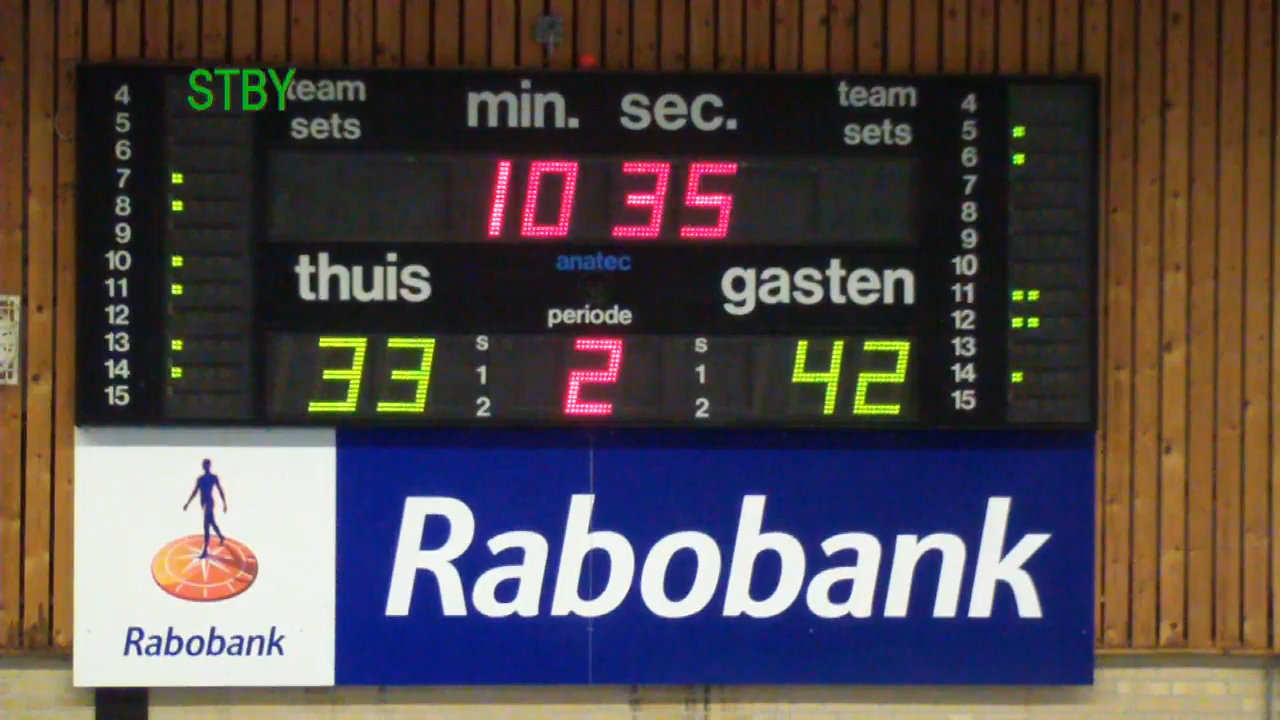 STBY
team sets
min. sec.
team sets
10 35
thuis
anatec
gasten
periode
33
2
42
s
1
2
s
1
2
4
5
6
7
8
9
10
11
12
13
14
15
4
5
6
7
8
9
10
11
12
13
14
15
Rabobank
Rabobank